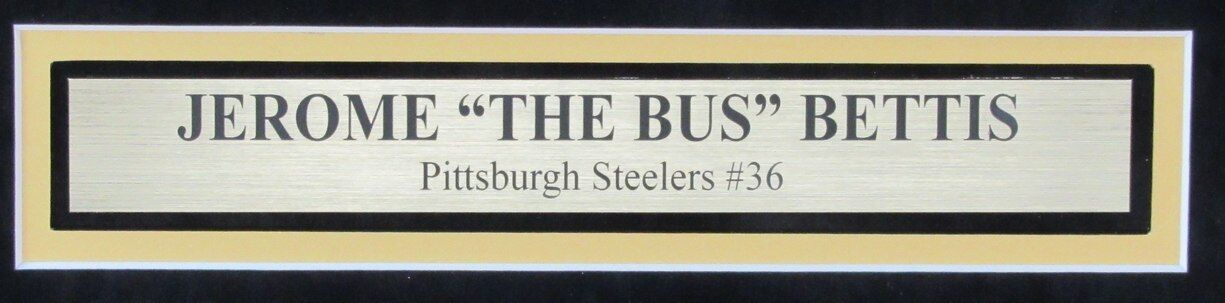 JEROME “THE BUS” BETTIS
Pittsburgh Steelers #36